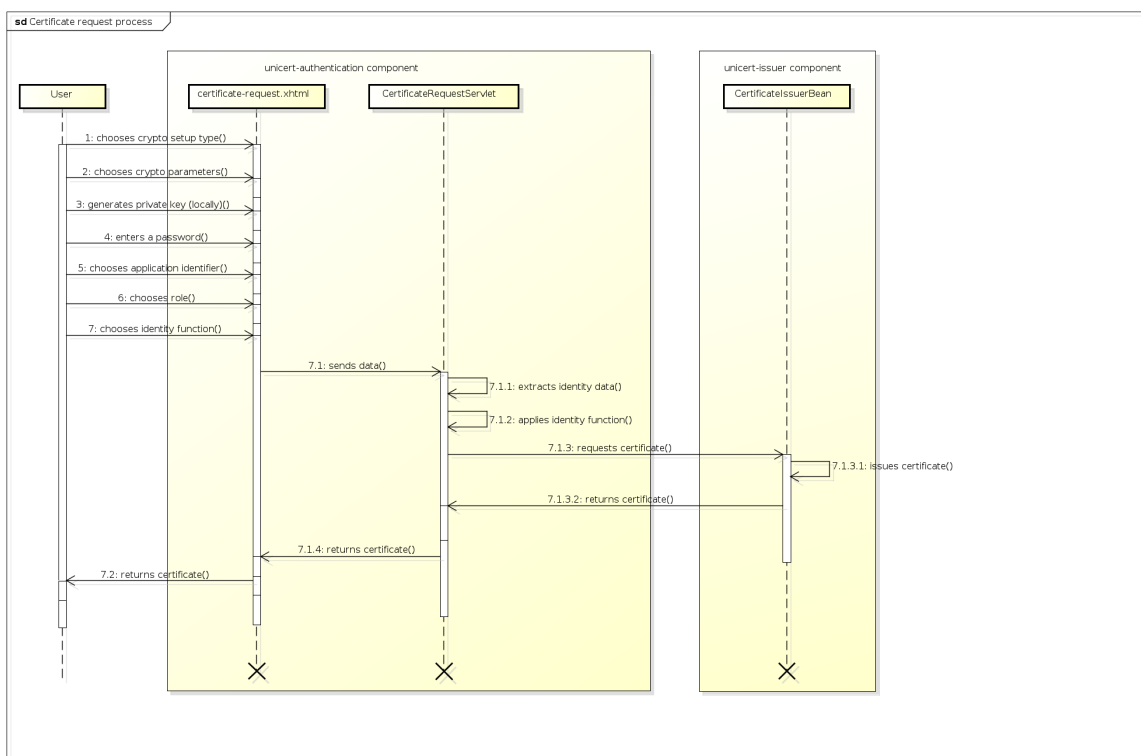 sd Certificate request process
unicert-authentication component
unicert-issuer component
User
certificate-request.xhtml
CertificateRequestServlet
CertificateIssuerBean
1: chooses crypto setup type()
2: chooses crypto parameters()
3: generates private key (locally)()
4: enters a password()
5: chooses application identifier()
6: chooses role()
7: chooses identity function()
7.1: sends data()
7.1.1: extracts identity data()
7.1.2: applies identity function()
7.1.3: requests certificate()
7.1.3.1: issues certificate()
7.1.3.2: returns certificate()
7.1.4: returns certificate()
7.2: returns certificate()